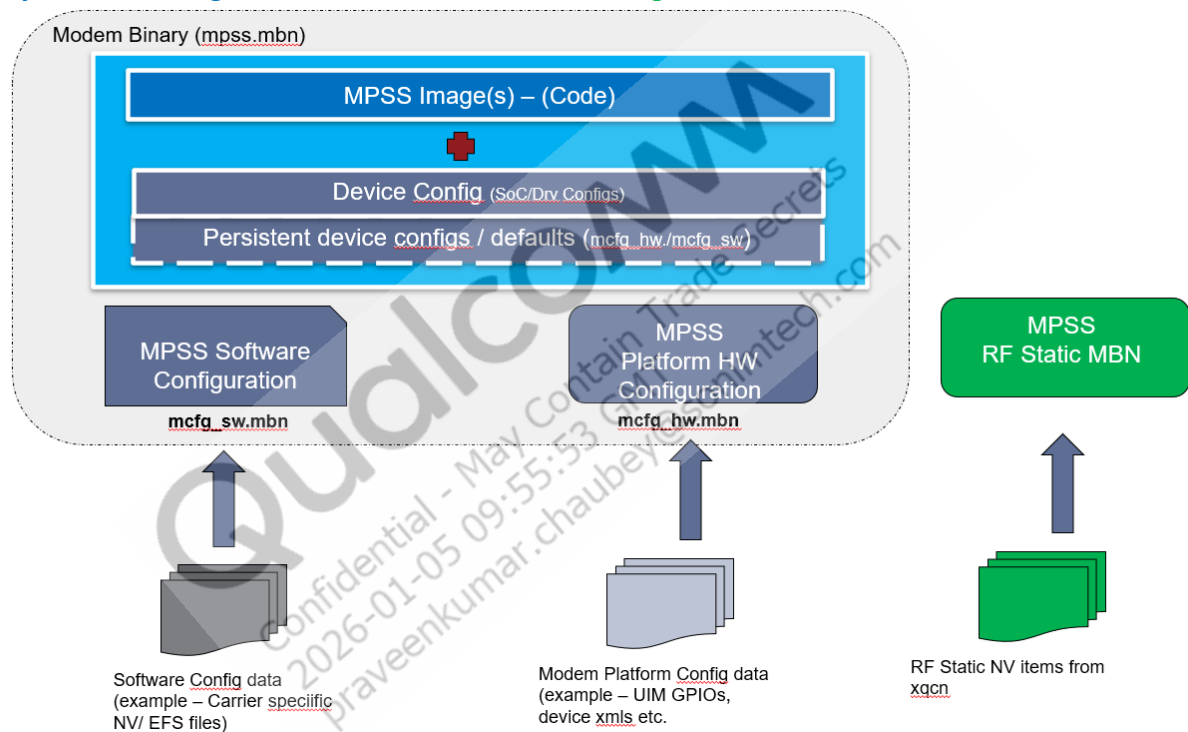 Modem Binary (mpss.mbn)
MPSS Image(s) – (Code)
Device Config (SoC/Drv Configs)
Persistent device configs / defaults (mcfg_hw./mcfg_sw)
MPSS Software
Configuration
mcfg_sw.mbn
MPSS
Platform HW
Configuration
mcfg_hw.mbn
MPSS
RF Static MBN
Software Config data
(example – Carrier speciific
NV/ EFS files)
Modem Platform Config data
(example – UIM GPIOs,
device xmls etc.
RF Static NV items from
xqcn
Qualcomm
Confidential - May Contain Trade Secrets
2026-01-05 09:55:53 GMT
praveenkumar.chaubey@sonimtech.com